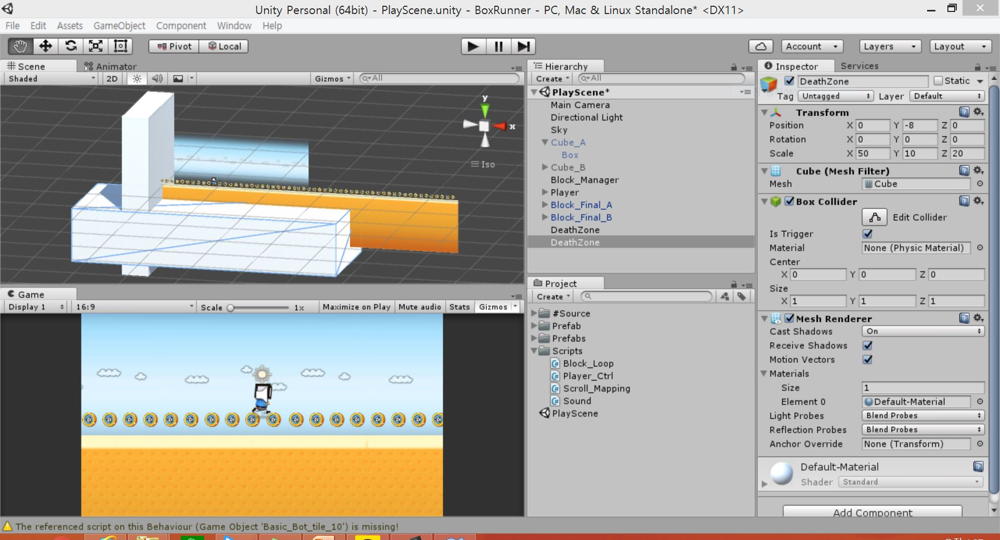 Unity Personal (64bit) - PlayScene.unity - BoxRunner - PC, Mac & Linux Standalone* <DX11>
File Edit Assets GameObject Component Window Help
Pivot Local Account Layers Layout
Scene Animator
Shaded 2D Gizmos All
y
x
Iso
Game
Display 1 16:9 Scale 1x Maximize on Play Mute audio Stats Gizmos
Hierarchy
Create All
PlayScene*
Main Camera
Directional Light
Sky
Cube_A
Box
Cube_B
Block_Manager
Player
Block_Final_A
Block_Final_B
DeathZone
DeathZone
Project
Create
#Source
Prefab
Prefabs
Scripts
Block_Loop
Player_Ctrl
Scroll_Mapping
Sound
PlayScene
Inspector Services
DeathZone Static
Tag Untagged Layer Default
Transform
Position X 0 Y -8 Z 0
Rotation X 0 Y 0 Z 0
Scale X 50 Y 10 Z 20
Cube (Mesh Filter)
Mesh Cube
Box Collider
Edit Collider
Is Trigger
Material None (Physic Material)
Center
X 0 Y 0 Z 0
Size
X 1 Y 1 Z 1
Mesh Renderer
Cast Shadows On
Receive Shadows
Motion Vectors
Materials
Size 1
Element 0 Default-Material
Light Probes Blend Probes
Reflection Probes Blend Probes
Anchor Override None (Transform)
Default-Material
Shader Standard
Add Component
The referenced script on this Behaviour (Game Object 'Basic_Bot_tile_10') is missing!